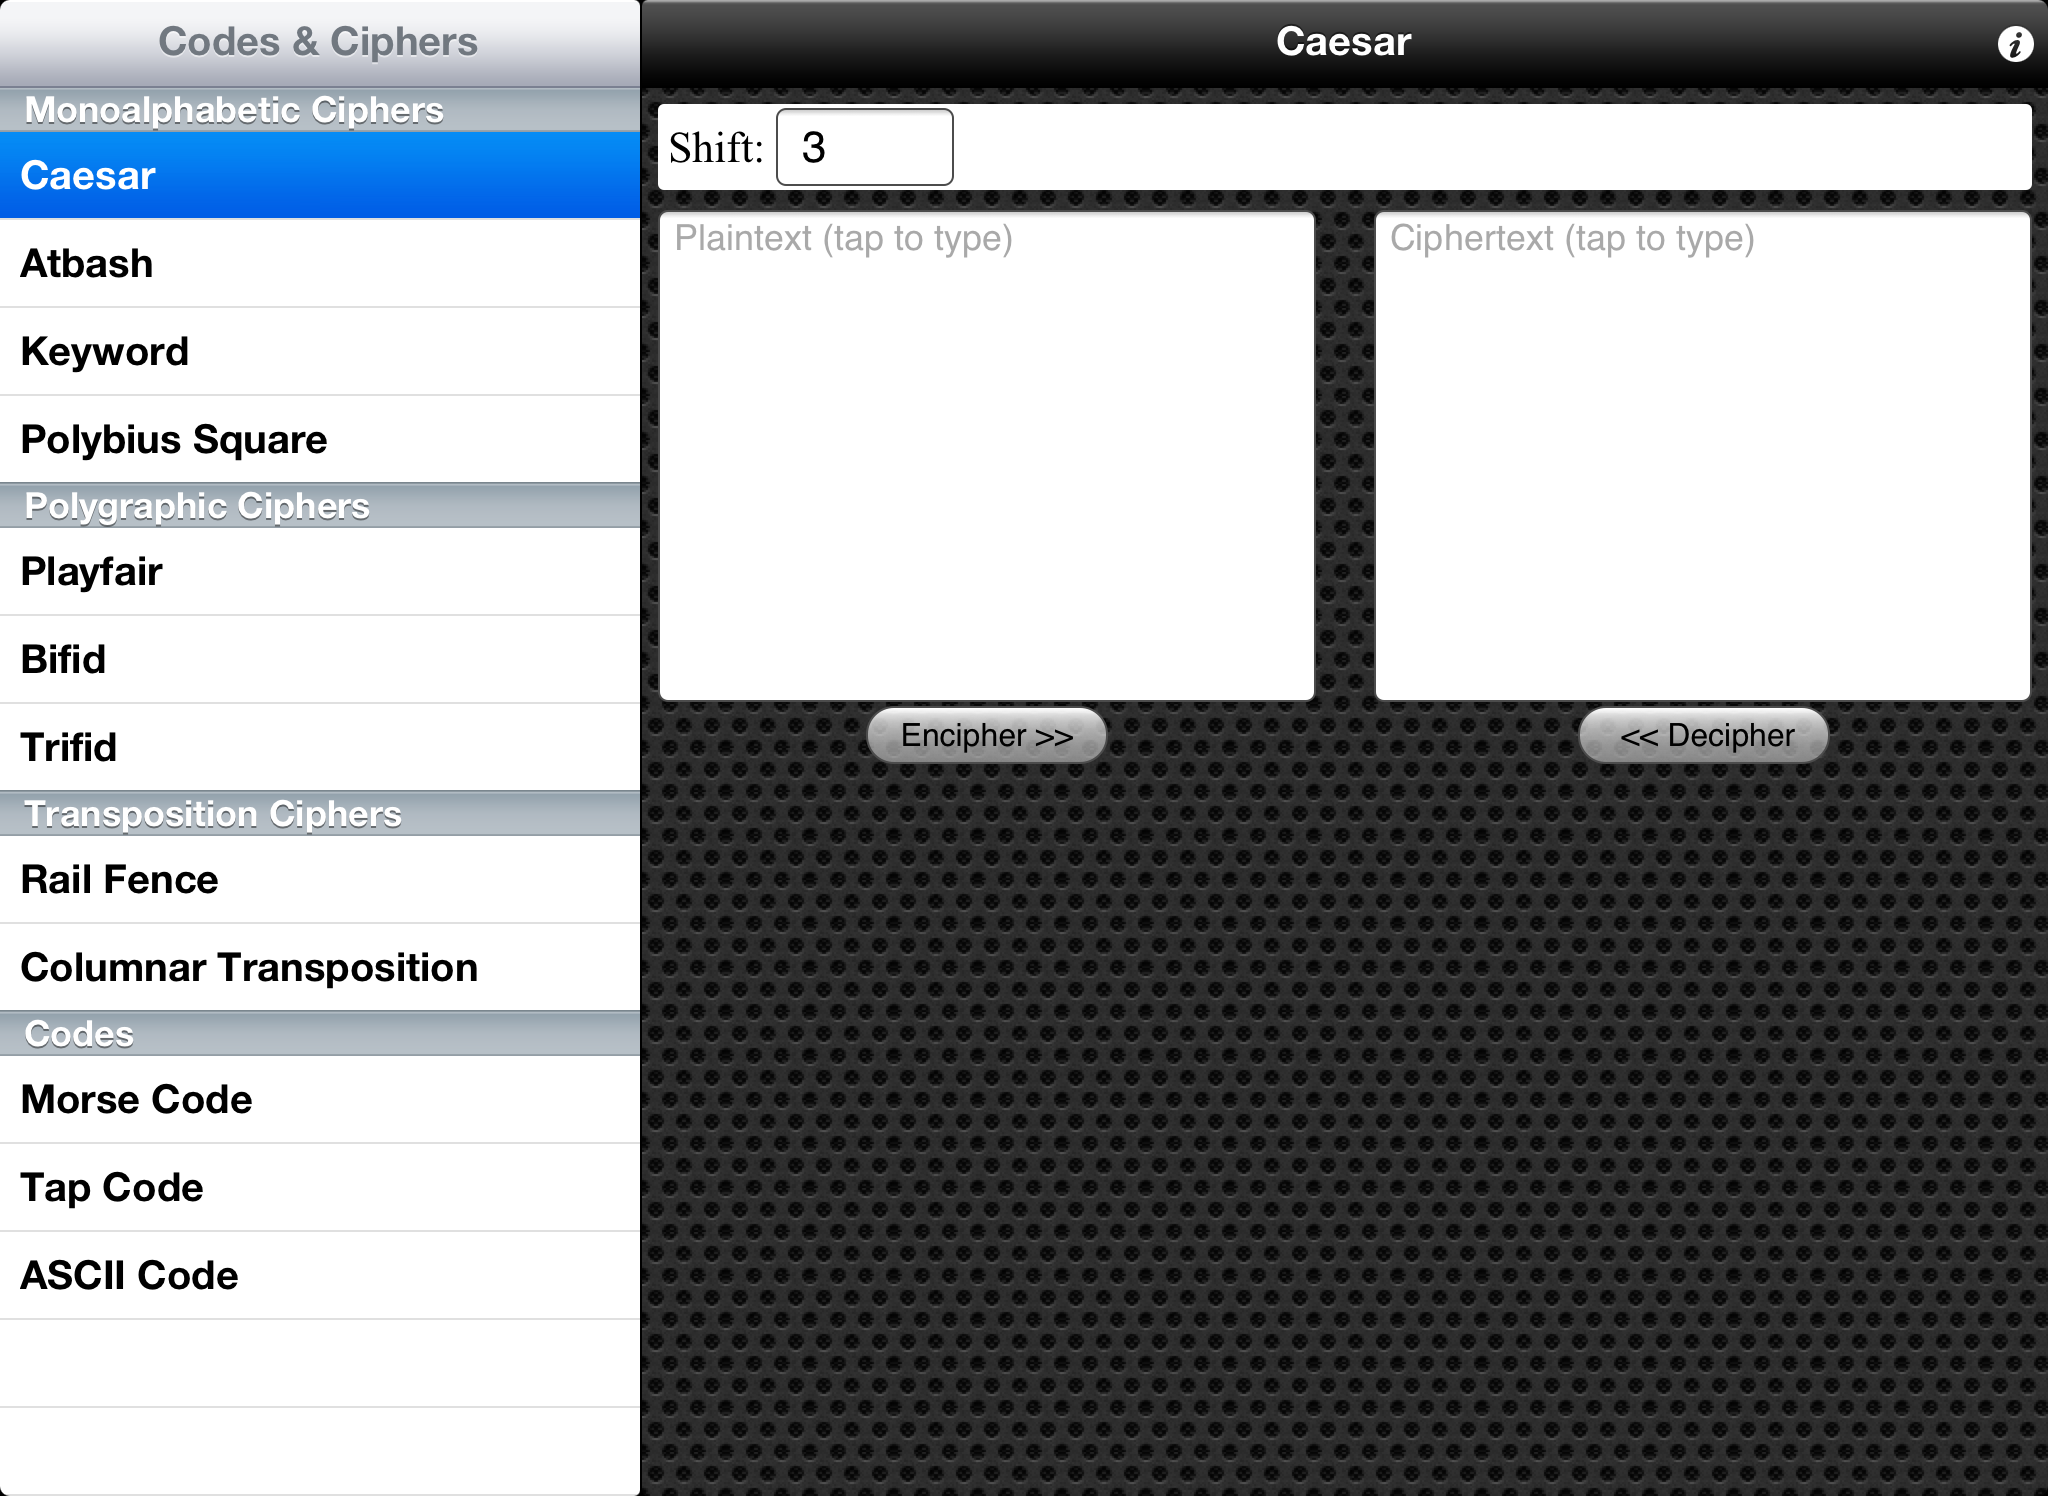 Codes & Ciphers
Monoalphabetic Ciphers
Caesar
Atbash
Keyword
Polybius Square
Polygraphic Ciphers
Playfair
Bifid
Trifid
Transposition Ciphers
Rail Fence
Columnar Transposition
Codes
Morse Code
Tap Code
ASCII Code
Caesar
i
Shift: 3
Plaintext (tap to type)
Ciphertext (tap to type)
Encipher >>
<< Decipher